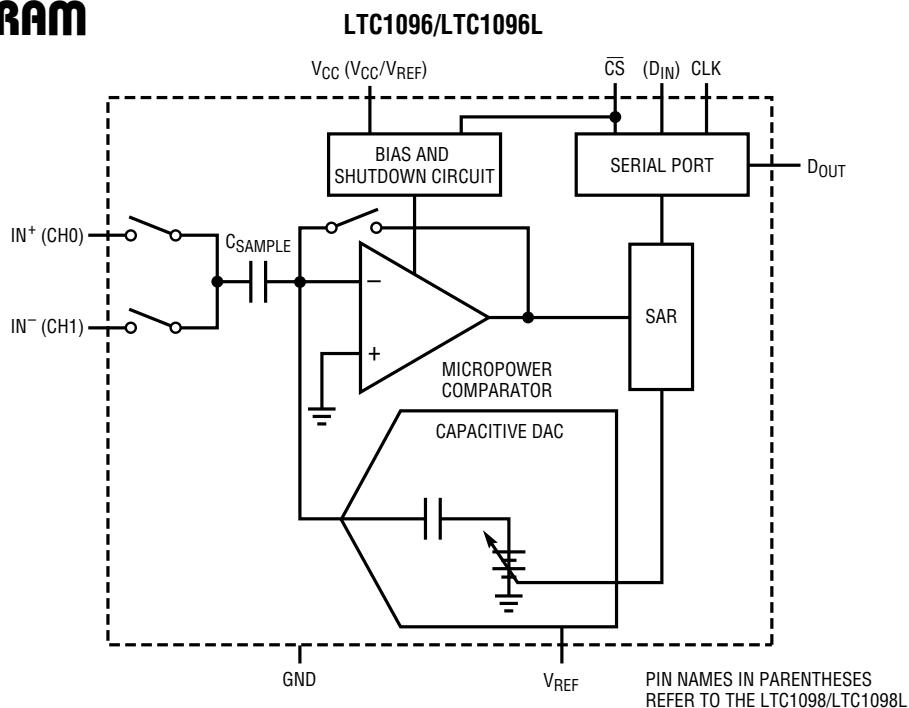 RAM
LTC1096/LTC1096L
VCC (VCC/VREF)
CS (DIN) CLK
BIAS AND
SHUTDOWN CIRCUIT
SERIAL PORT
DOUT
IN+ (CH0)
CSAMPLE
IN– (CH1)
–
+
SAR
MICROPOWER
COMPARATOR
CAPACITIVE DAC
GND
VREF
PIN NAMES IN PARENTHESES
REFER TO THE LTC1098/LTC1098L